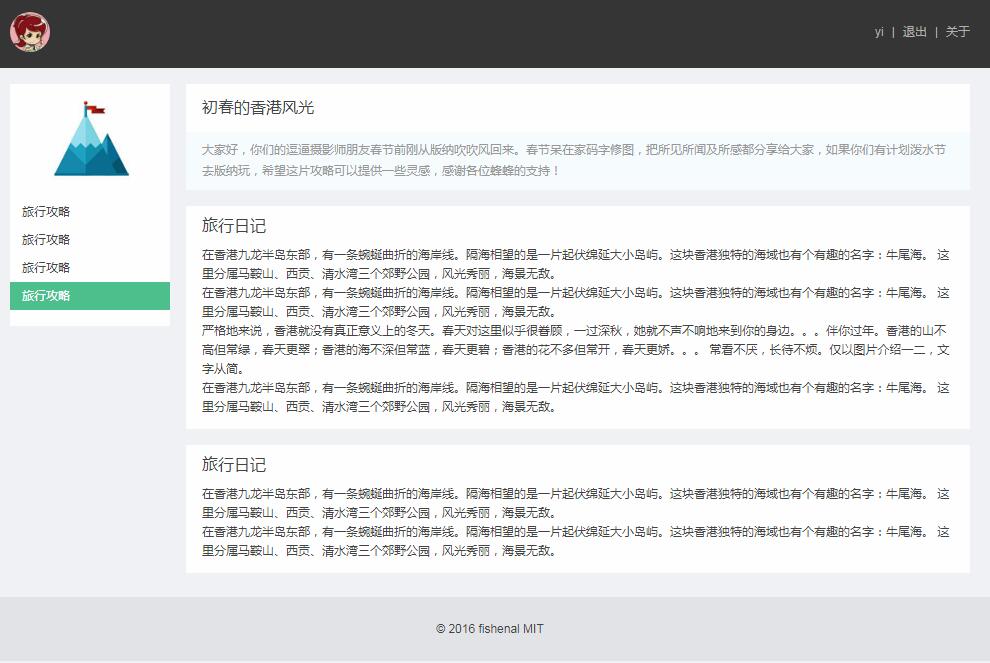 yi | 退出 | 关于
旅行攻略
旅行攻略
旅行攻略
旅行攻略
初春的香港风光
大家好，你们的逗逼摄影师朋友春节前刚从版纳吹吹风回来。春节呆在家码字修图，把所见所闻及所感都分享给大家，如果你们有计划泼水节
去版纳玩，希望这片攻略可以提供一些灵感，感谢各位蜂蜂的支持！
旅行日记
在香港九龙半岛东部，有一条蜿蜒曲折的海岸线。隔海相望的是一片起伏绵延大小岛屿。这块香港独特的海域也有个有趣的名字：牛尾海。 这
里分属马鞍山、西贡、清水湾三个郊野公园，风光秀丽，海景无敌。
在香港九龙半岛东部，有一条蜿蜒曲折的海岸线。隔海相望的是一片起伏绵延大小岛屿。这块香港独特的海域也有个有趣的名字：牛尾海。 这
里分属马鞍山、西贡、清水湾三个郊野公园，风光秀丽，海景无敌。
严格地来说，香港就没有真正意义上的冬天。春天对这里似乎很眷顾，一过深秋，她就不声不响地来到你的身边。。。伴你过年。香港的山不
高但常绿，春天更翠；香港的海不深但常蓝，春天更碧；香港的花不多但常开，春天更娇。。。 常看不厌，长待不烦。仅以图片介绍一二，文
字从简。
在香港九龙半岛东部，有一条蜿蜒曲折的海岸线。隔海相望的是一片起伏绵延大小岛屿。这块香港独特的海域也有个有趣的名字：牛尾海。 这
里分属马鞍山、西贡、清水湾三个郊野公园，风光秀丽，海景无敌。
旅行日记
在香港九龙半岛东部，有一条蜿蜒曲折的海岸线。隔海相望的是一片起伏绵延大小岛屿。这块香港独特的海域也有个有趣的名字：牛尾海。 这
里分属马鞍山、西贡、清水湾三个郊野公园，风光秀丽，海景无敌。
在香港九龙半岛东部，有一条蜿蜒曲折的海岸线。隔海相望的是一片起伏绵延大小岛屿。这块香港独特的海域也有个有趣的名字：牛尾海。 这
里分属马鞍山、西贡、清水湾三个郊野公园，风光秀丽，海景无敌。
© 2016 fishenal MIT